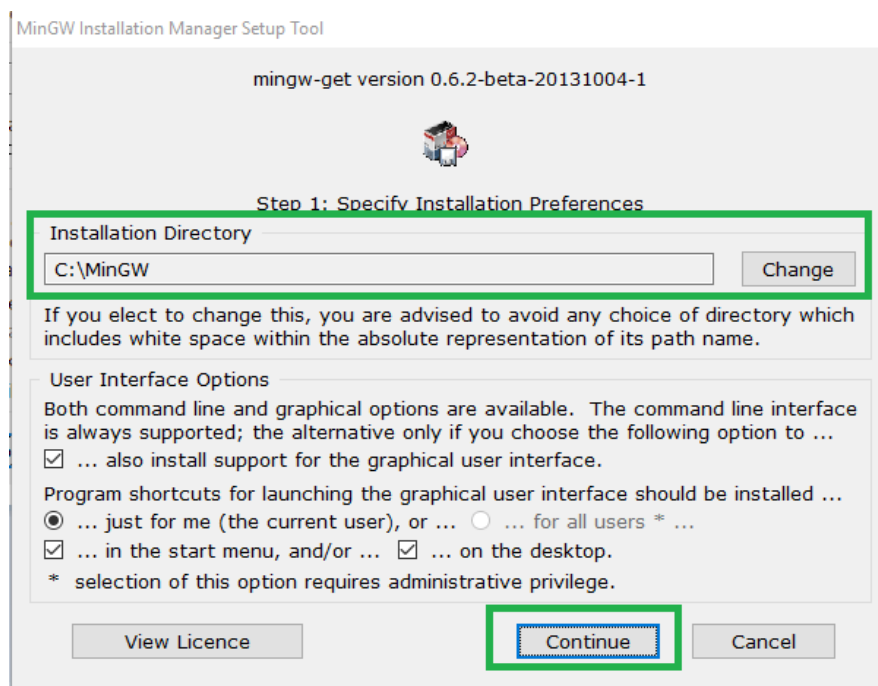 MinGW Installation Manager Setup Tool
mingw-get version 0.6.2-beta-20131004-1
Step 1: Specify Installation Preferences
Installation Directory
C:\MinGW
Change
If you elect to change this, you are advised to avoid any choice of directory which
includes white space within the absolute representation of its path name.
User Interface Options
Both command line and graphical options are available.  The command line interface
is always supported; the alternative only if you choose the following option to ...
... also install support for the graphical user interface.
Program shortcuts for launching the graphical user interface should be installed ...
... just for me (the current user), or ... ... for all users * ...
... in the start menu, and/or ... ... on the desktop.
* selection of this option requires administrative privilege.
View Licence Continue Cancel